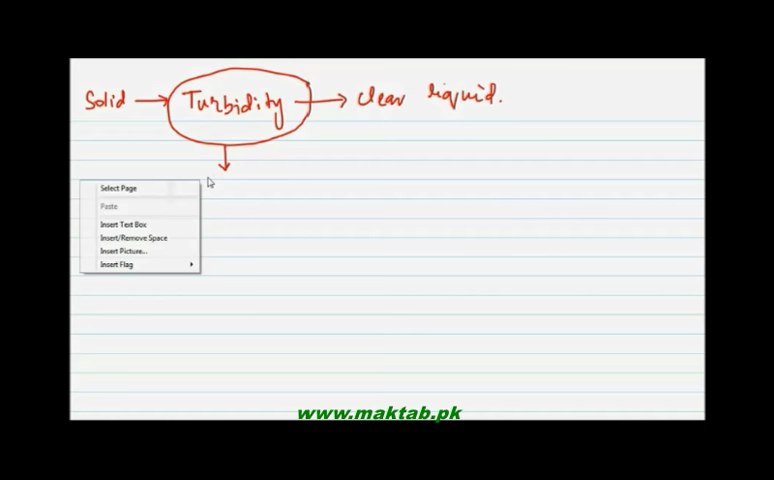 Solid → Turbidity → clear liquid.
Select Page
Paste
Insert Text Box
Insert/Remove Space
Insert Picture...
Insert Flag
www.maktab.pk